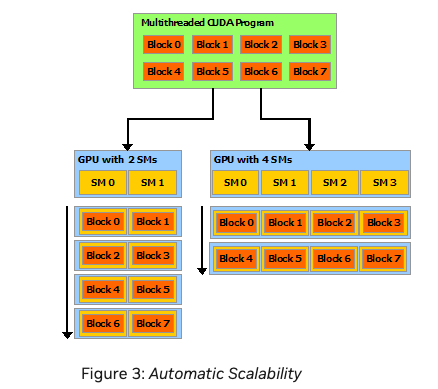 Multithreaded CUDA Program
Block 0 Block 1 Block 2 Block 3
Block 4 Block 5 Block 6 Block 7
GPU with 2 SMs
SM 0 SM 1
Block 0 Block 1
Block 2 Block 3
Block 4 Block 5
Block 6 Block 7
GPU with 4 SMs
SM 0 SM 1 SM 2 SM 3
Block 0 Block 1 Block 2 Block 3
Block 4 Block 5 Block 6 Block 7
Figure 3: Automatic Scalability